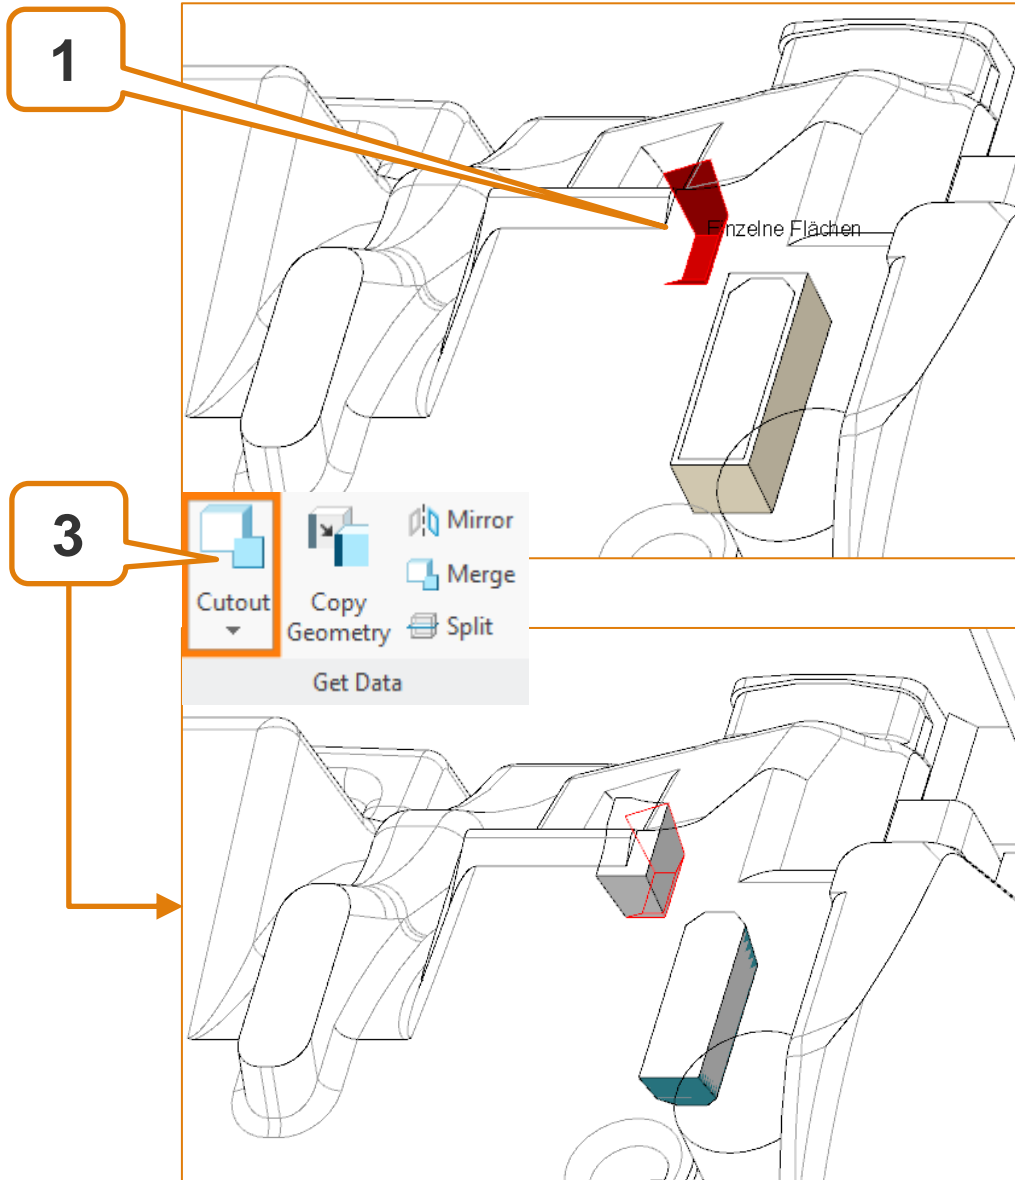 1
Einzelne Flächen
3
Cutout
Copy
Geometry
Mirror
Merge
Split
Get Data